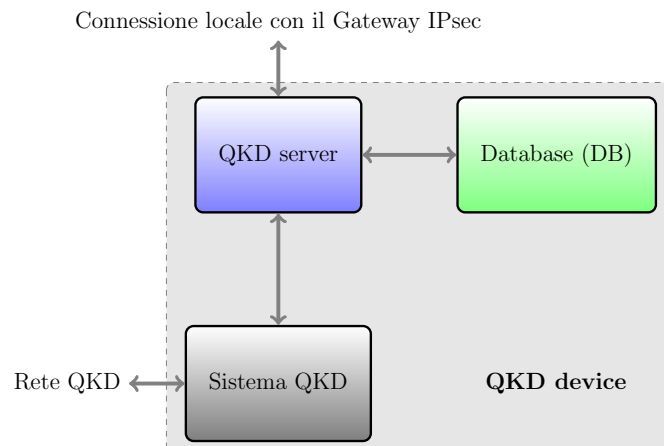 Connessione locale con il Gateway IPsec
QKD server
Database (DB)
Rete QKD
Sistema QKD
QKD device